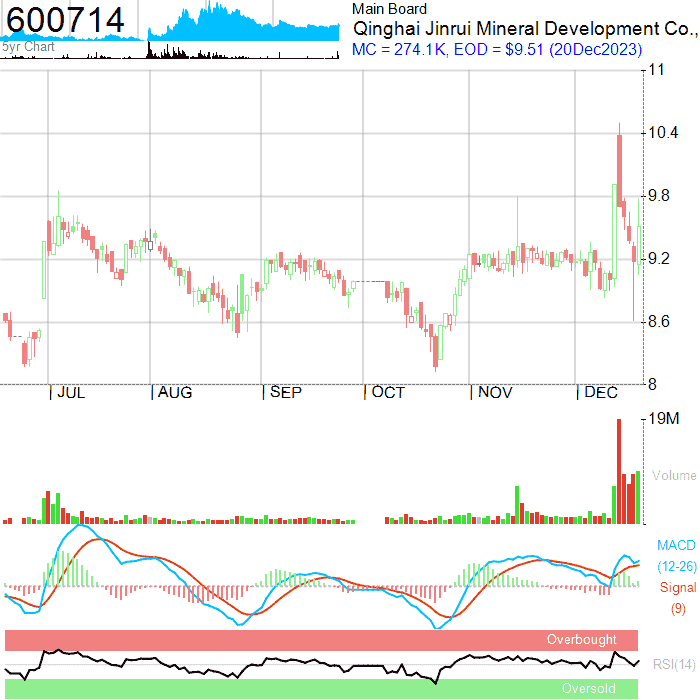 600714
5yr Chart
Main Board
Qinghai Jinrui Mineral Development Co.,
MC = 274.1K, EOD = $9.51 (20Dec2023)
11
10.4
9.8
9.2
8.6
8
JUL AUG SEP OCT NOV DEC
19M
Volume
MACD
(12-26)
Signal
(9)
Overbought
RSI(14)
Oversold